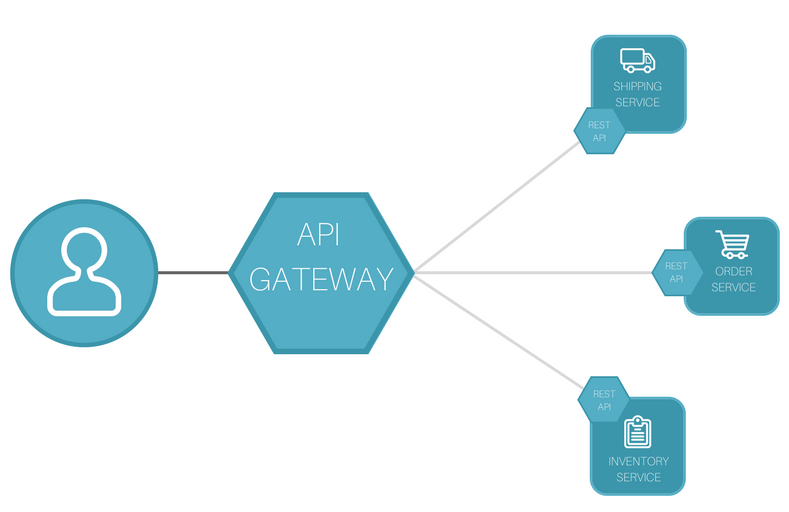 SHIPPING
SERVICE
REST
API
API
GATEWAY
REST
API
ORDER
SERVICE
REST
API
INVENTORY
SERVICE